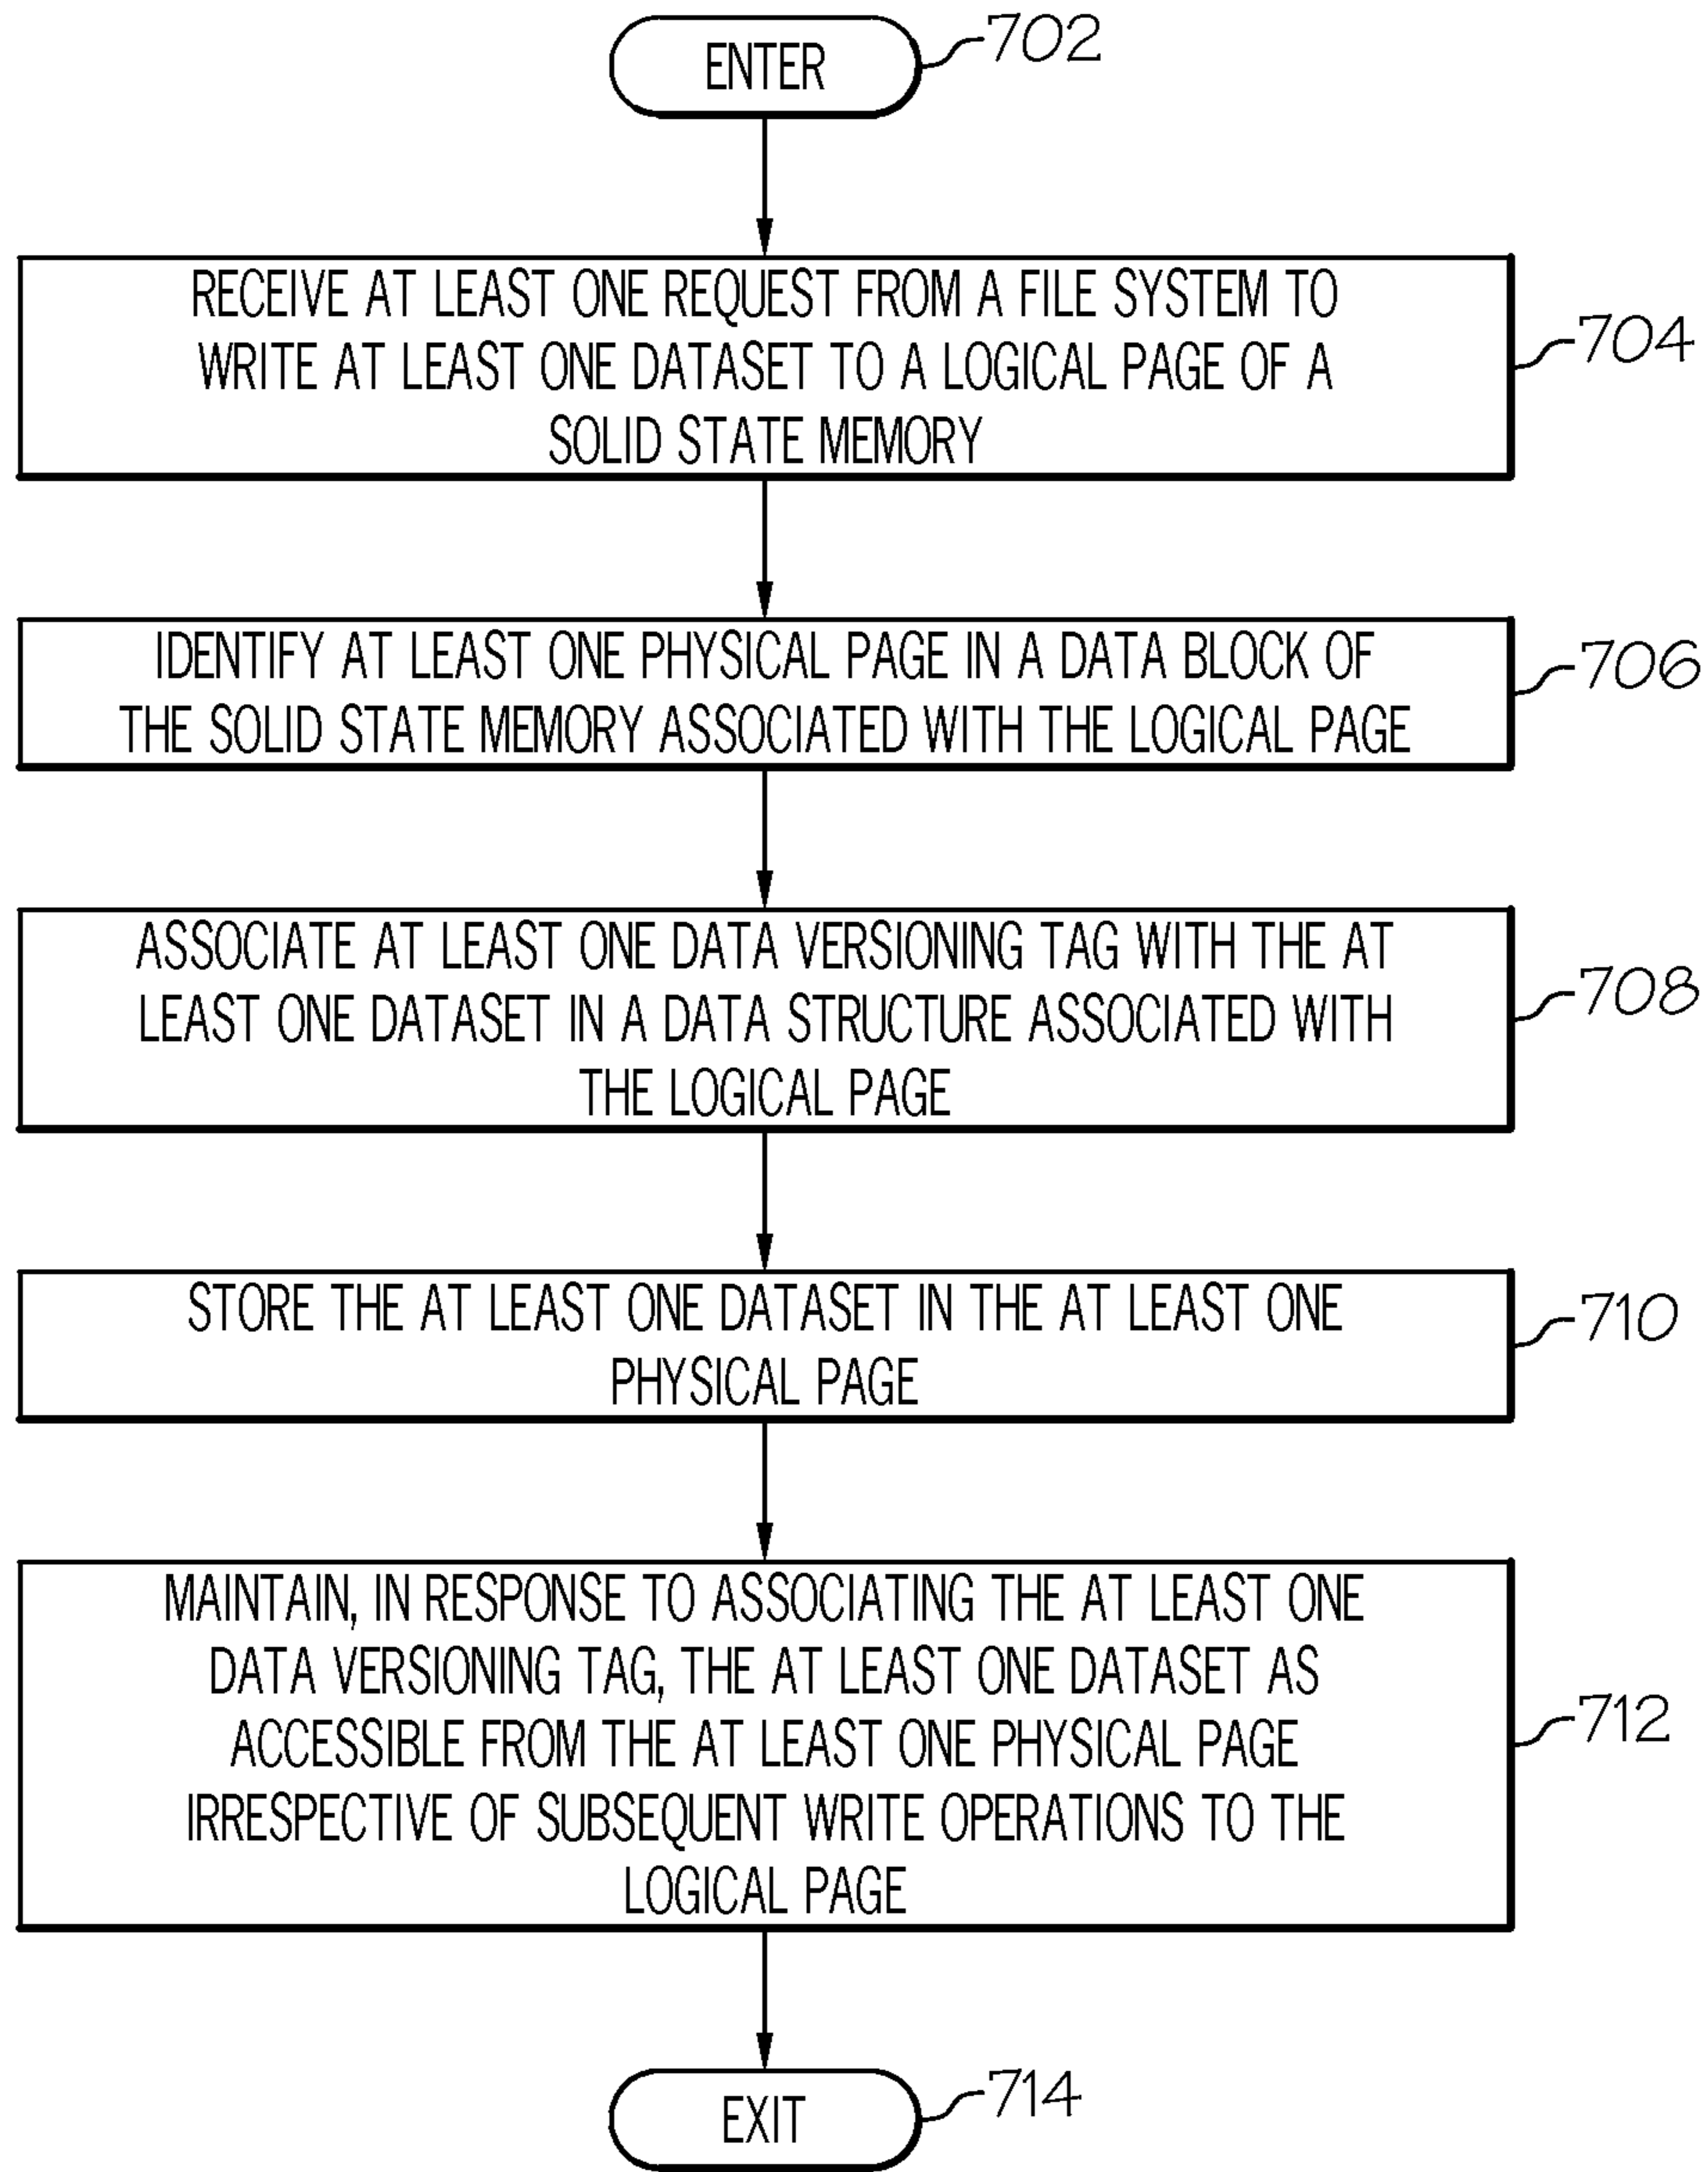 ENTER
702
RECEIVE AT LEAST ONE REQUEST FROM A FILE SYSTEM TO
WRITE AT LEAST ONE DATASET TO A LOGICAL PAGE OF A
SOLID STATE MEMORY
704
IDENTIFY AT LEAST ONE PHYSICAL PAGE IN A DATA BLOCK OF
THE SOLID STATE MEMORY ASSOCIATED WITH THE LOGICAL PAGE
706
ASSOCIATE AT LEAST ONE DATA VERSIONING TAG WITH THE AT
LEAST ONE DATASET IN A DATA STRUCTURE ASSOCIATED WITH
THE LOGICAL PAGE
708
STORE THE AT LEAST ONE DATASET IN THE AT LEAST ONE
PHYSICAL PAGE
710
MAINTAIN, IN RESPONSE TO ASSOCIATING THE AT LEAST ONE
DATA VERSIONING TAG, THE AT LEAST ONE DATASET AS
ACCESSIBLE FROM THE AT LEAST ONE PHYSICAL PAGE
IRRESPECTIVE OF SUBSEQUENT WRITE OPERATIONS TO THE
LOGICAL PAGE
712
EXIT
714